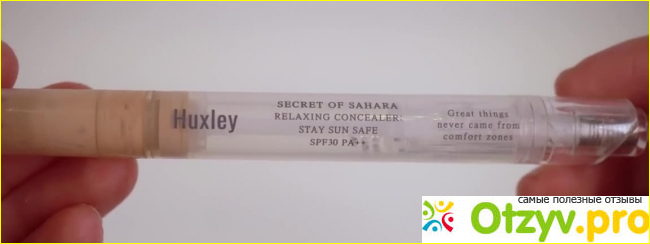 Huxley
SECRET OF SAHARA
RELAXING CONCEALER:
STAY SUN SAFE
SPF30 PA++
Great things
never came from
comfort zones
самые полезные отзывы
Otzyv.pro